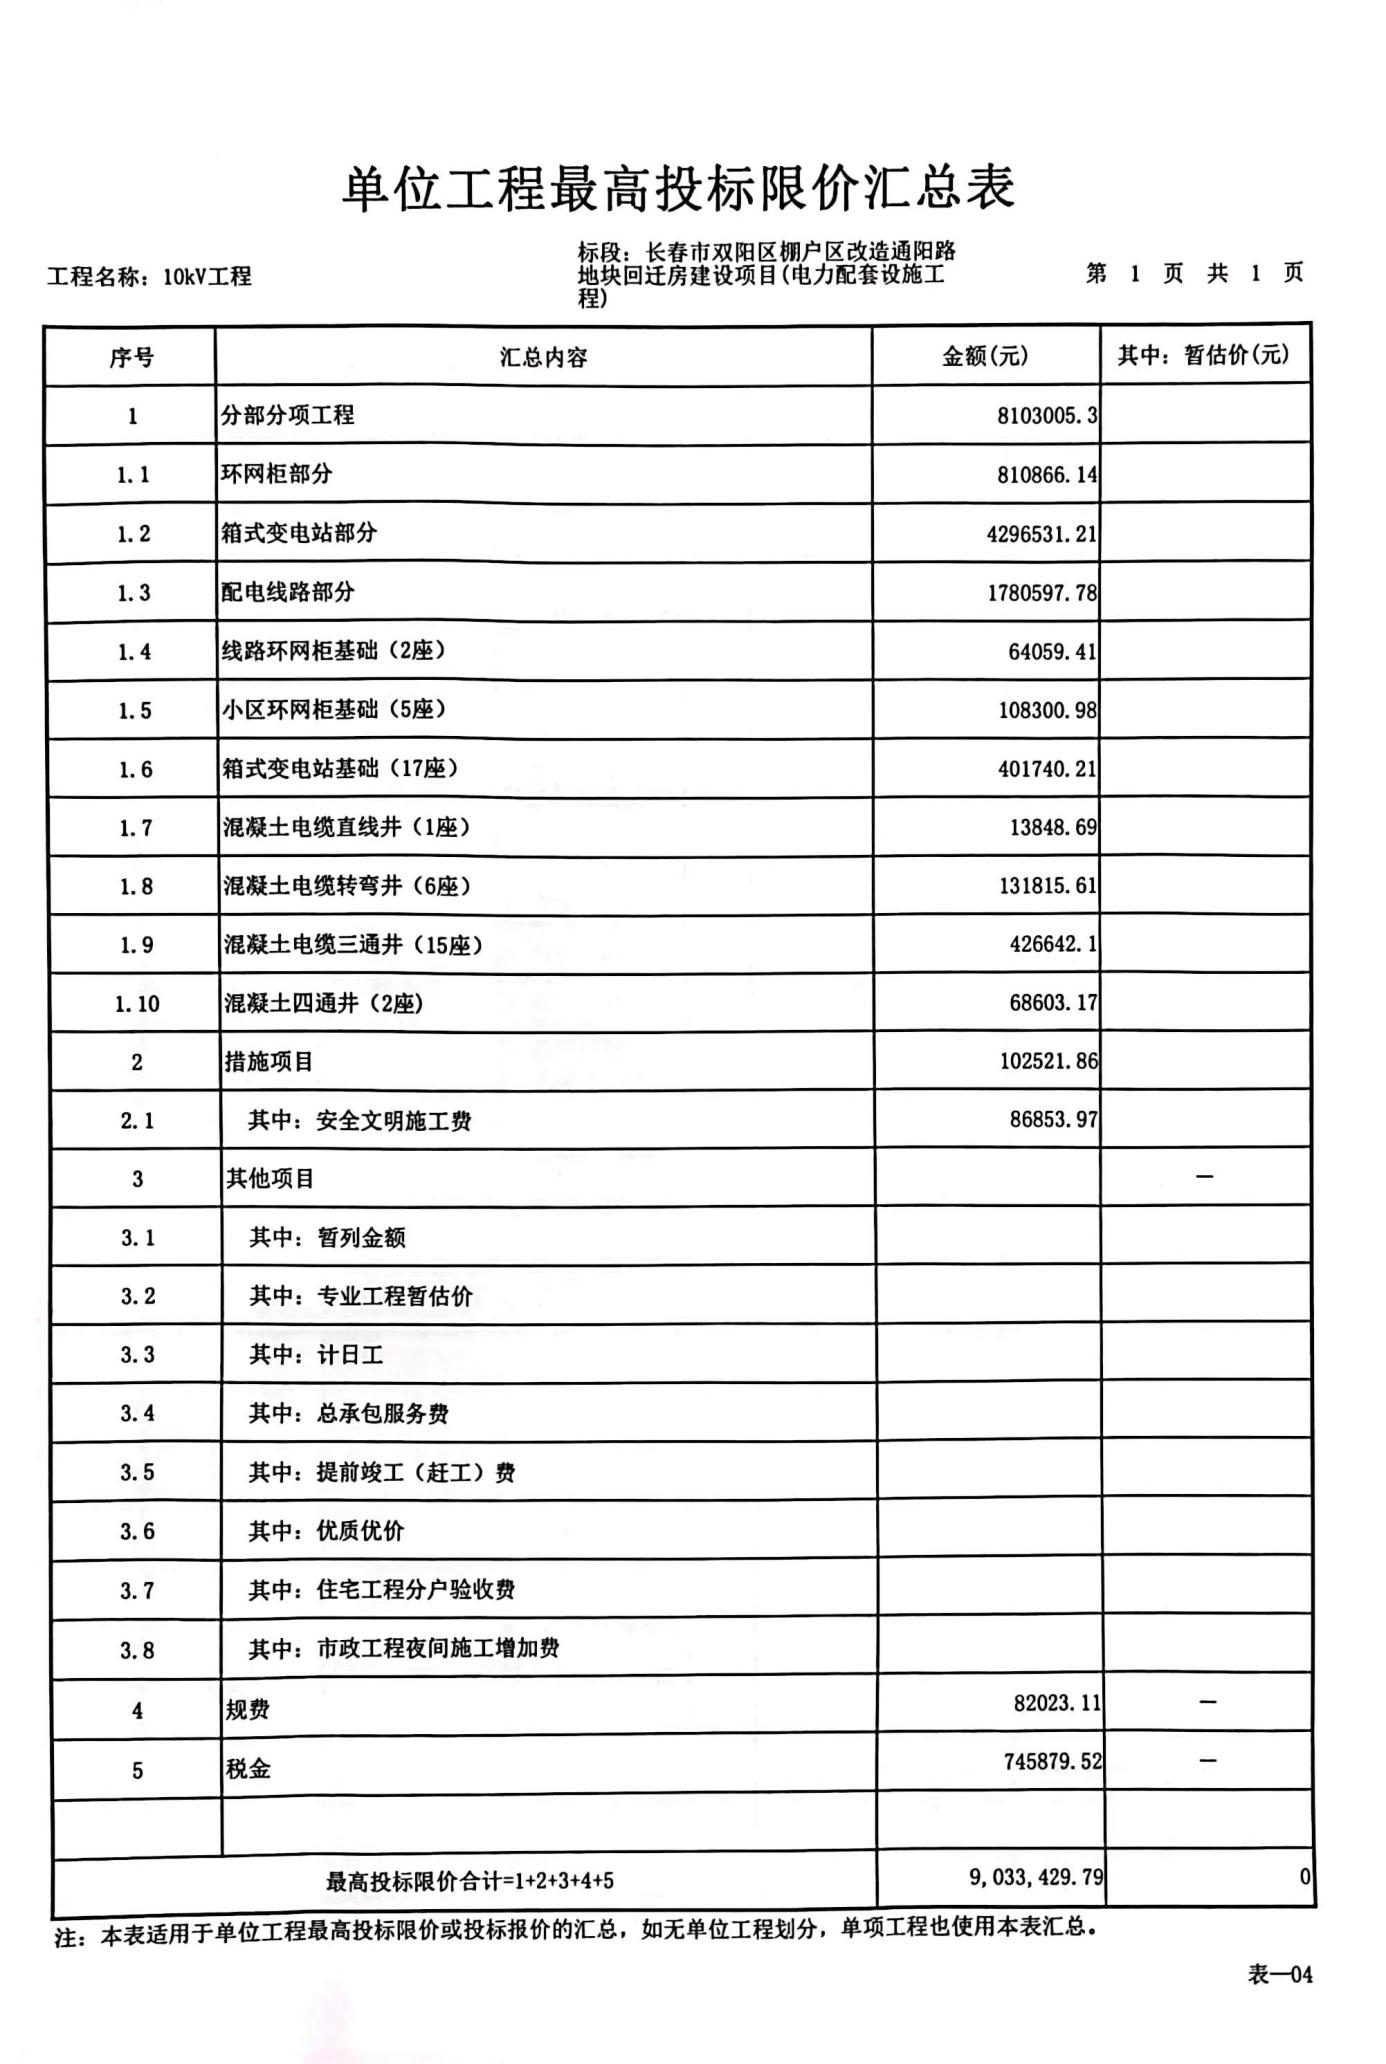 单位工程最高投标限价汇总表
工程名称：10kV工程
标段：长春市双阳区棚户区改造通阳路
地块回迁房建设项目(电力配套设施工
程)
第 1 页 共 1 页
序号 汇总内容 金额(元) 其中：暂估价(元)
1 分部分项工程 8103005.3
1.1 环网柜部分 810866.14
1.2 箱式变电站部分 4296531.21
1.3 配电线路部分 1780597.78
1.4 线路环网柜基础（2座） 64059.41
1.5 小区环网柜基础（5座） 108300.98
1.6 箱式变电站基础（17座） 401740.21
1.7 混凝土电缆直线井（1座） 13848.69
1.8 混凝土电缆转弯井（6座） 131815.61
1.9 混凝土电缆三通井（15座） 426642.1
1.10 混凝土四通井（2座) 68603.17
2 措施项目 102521.86
2.1 其中：安全文明施工费 86853.97
3 其他项目 —
3.1 其中：暂列金额
3.2 其中：专业工程暂估价
3.3 其中：计日工
3.4 其中：总承包服务费
3.5 其中：提前竣工（赶工）费
3.6 其中：优质优价
3.7 其中：住宅工程分户验收费
3.8 其中：市政工程夜间施工增加费
4 规费 82023.11 —
5 税金 745879.52 —
最高投标限价合计=1+2+3+4+5 9,033,429.79 0
注：本表适用于单位工程最高投标限价或投标报价的汇总，如无单位工程划分，单项工程也使用本表汇总。
表—04